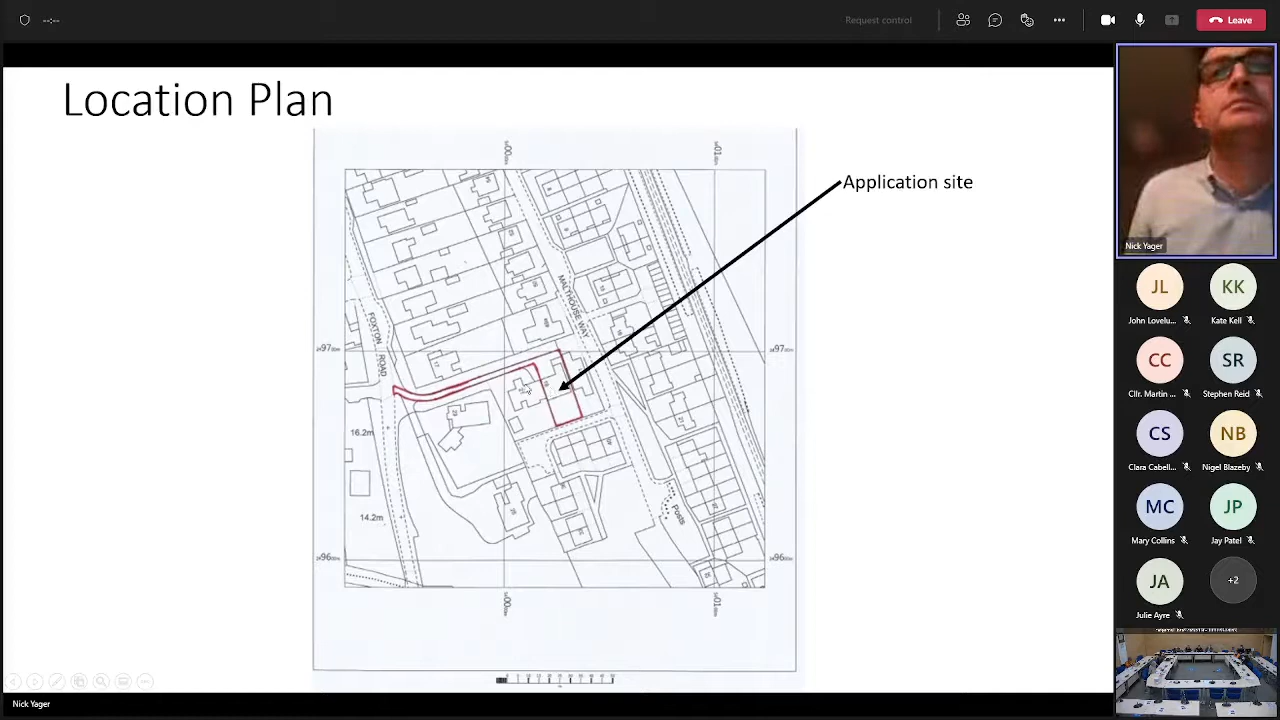 --:--
Request control
Leave
Location Plan
Application site
MALTHOUSE WAY
FOXTON ROAD
16.2m
14.2m
Posts
Nick Yager
JL
KK
John Lovelu...
Kate Kell
CC
SR
Cllr. Martin ...
Stephen Reid
CS
NB
Clara Cabell...
Nigel Blazeby
MC
JP
Mary Collins
Jay Patel
JA
+2
Julie Ayre
Nick Yager